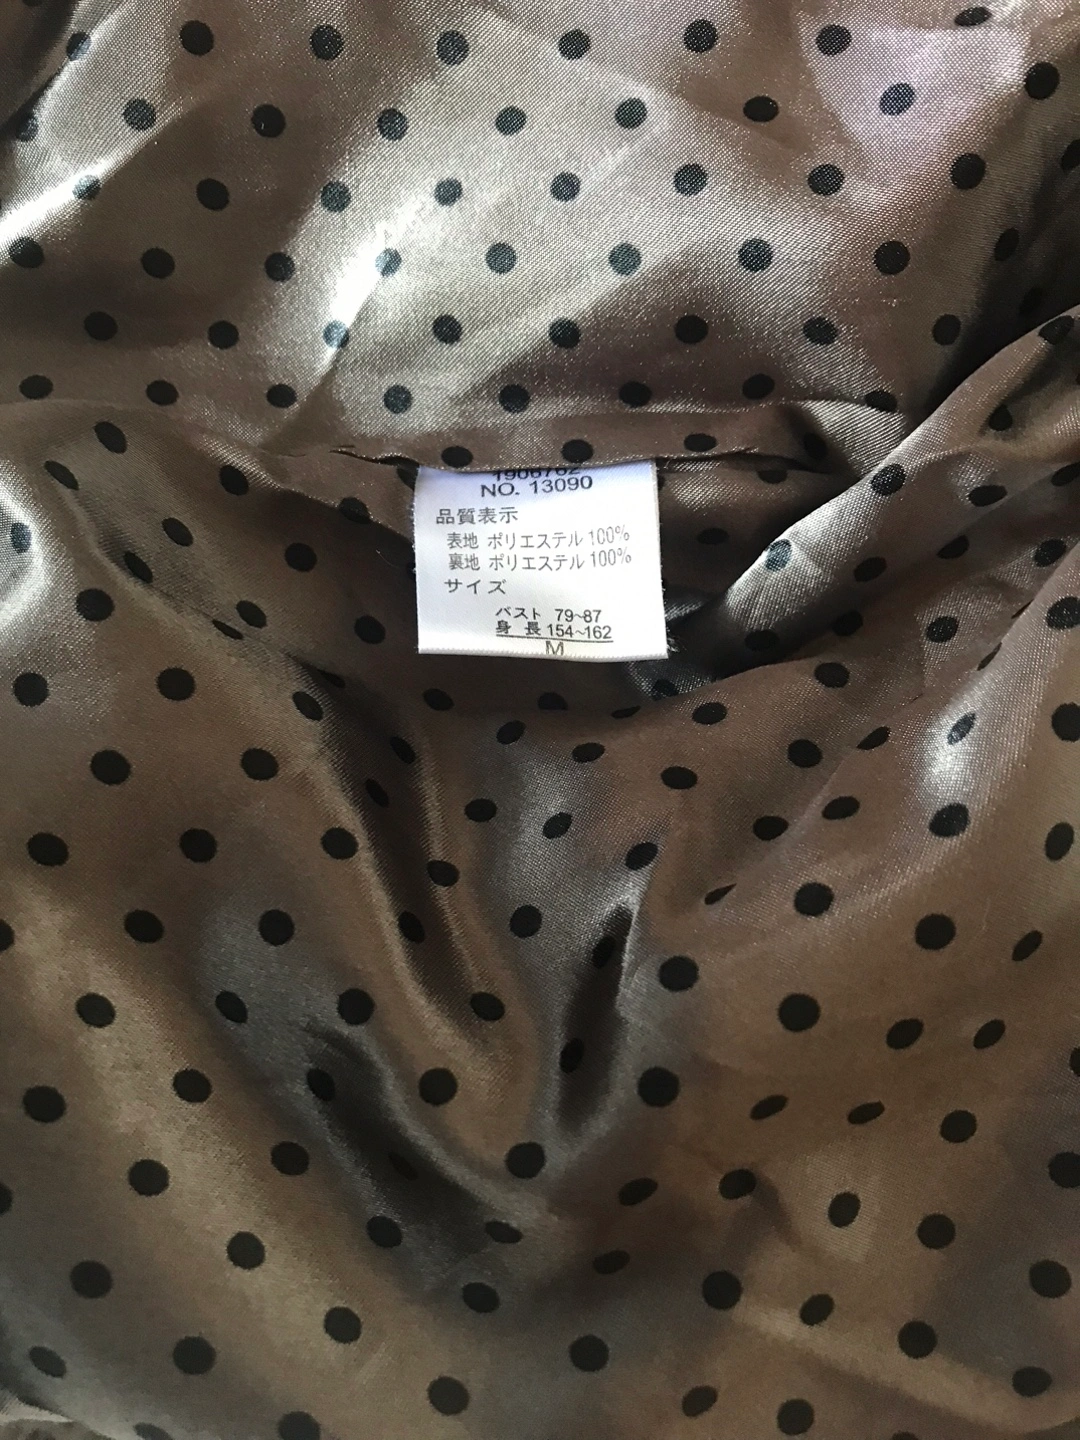 1906762
NO. 13090
品質表示
表地 ポリエステル 100%
裏地 ポリエステル 100%
サイズ
バスト 79~87
身長 154~162
M